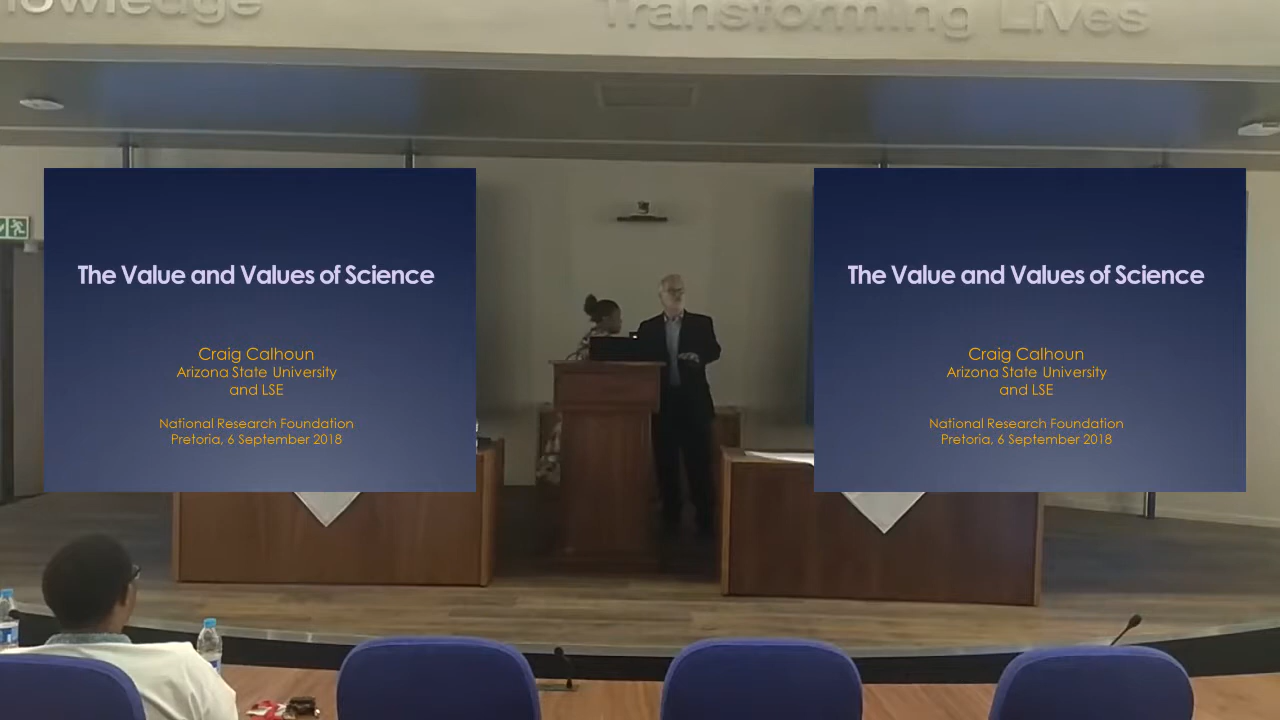 Transforming Lives
The Value and Values of Science
Craig Calhoun
Arizona State University
and LSE
National Research Foundation
Pretoria, 6 September 2018
The Value and Values of Science
Craig Calhoun
Arizona State University
and LSE
National Research Foundation
Pretoria, 6 September 2018